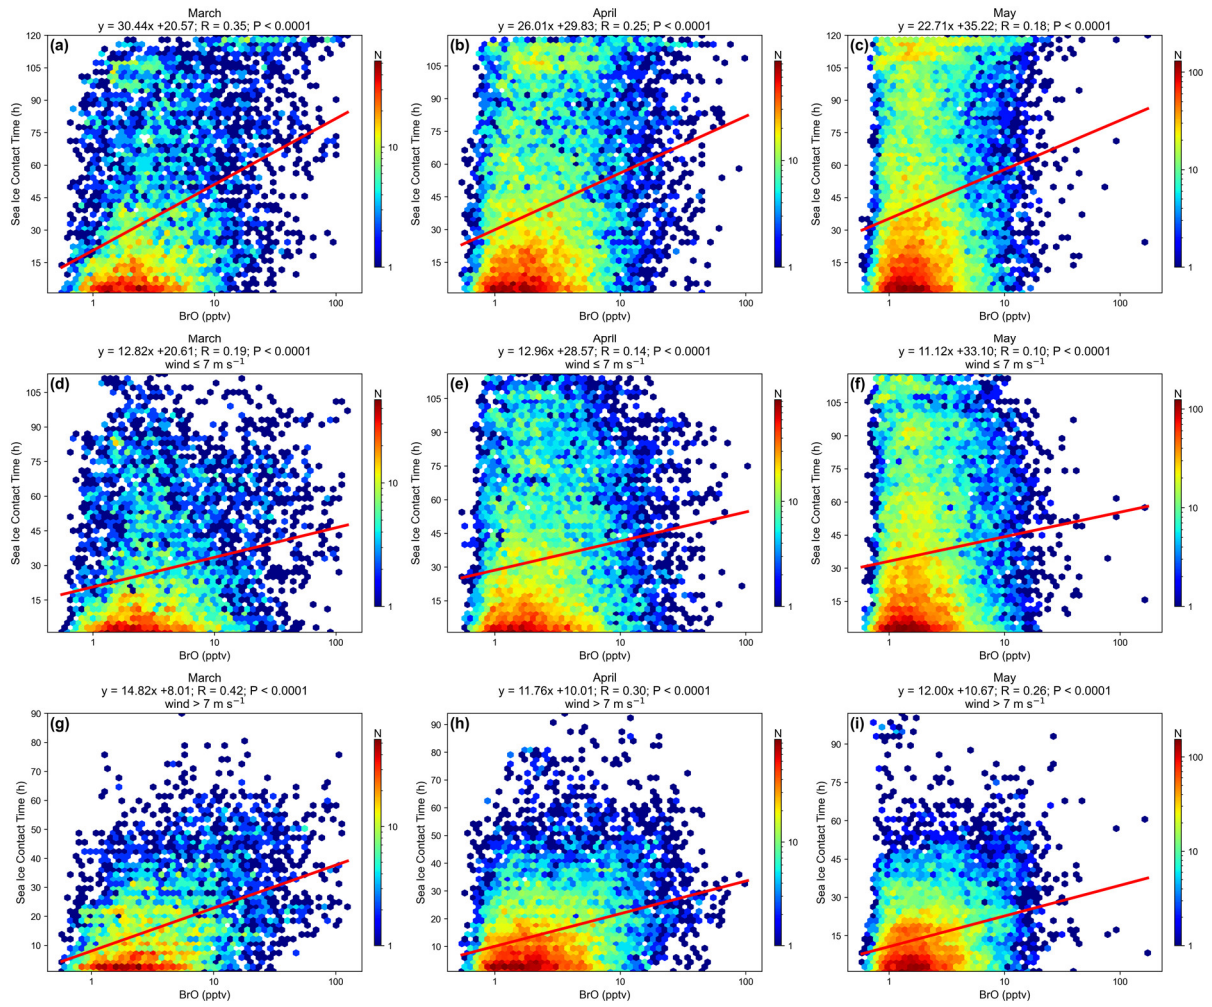 March
y = 30.44x +20.57; R = 0.35; P < 0.0001
(a)
120
105
90
75
60
45
30
15
Sea Ice Contact Time (h)
1
10
100
BrO (pptv)
N
10
1
April
y = 26.01x +29.83; R = 0.25; P < 0.0001
(b)
105
90
75
60
45
30
15
Sea Ice Contact Time (h)
1
10
100
BrO (pptv)
N
10
1
May
y = 22.71x +35.22; R = 0.18; P < 0.0001
(c)
120
105
90
75
60
45
30
15
Sea Ice Contact Time (h)
1
10
100
BrO (pptv)
N
100
10
1
March
y = 12.82x +20.61; R = 0.19; P < 0.0001
wind ≤ 7 m s⁻¹
(d)
105
90
75
60
45
30
15
Sea Ice Contact Time (h)
1
10
100
BrO (pptv)
N
10
1
April
y = 12.96x +28.57; R = 0.14; P < 0.0001
wind ≤ 7 m s⁻¹
(e)
105
90
75
60
45
30
15
Sea Ice Contact Time (h)
1
10
100
BrO (pptv)
N
10
1
May
y = 11.12x +33.10; R = 0.10; P < 0.0001
wind ≤ 7 m s⁻¹
(f)
105
90
75
60
45
30
15
Sea Ice Contact Time (h)
1
10
100
BrO (pptv)
N
100
10
1
March
y = 14.82x +8.01; R = 0.42; P < 0.0001
wind > 7 m s⁻¹
(g)
90
80
70
60
50
40
30
20
10
Sea Ice Contact Time (h)
1
10
100
BrO (pptv)
N
10
1
April
y = 11.76x +10.01; R = 0.30; P < 0.0001
wind > 7 m s⁻¹
(h)
90
80
70
60
50
40
30
20
10
Sea Ice Contact Time (h)
1
10
100
BrO (pptv)
N
10
1
May
y = 12.00x +10.67; R = 0.26; P < 0.0001
wind > 7 m s⁻¹
(i)
90
75
60
45
30
15
Sea Ice Contact Time (h)
1
10
100
BrO (pptv)
N
100
10
1